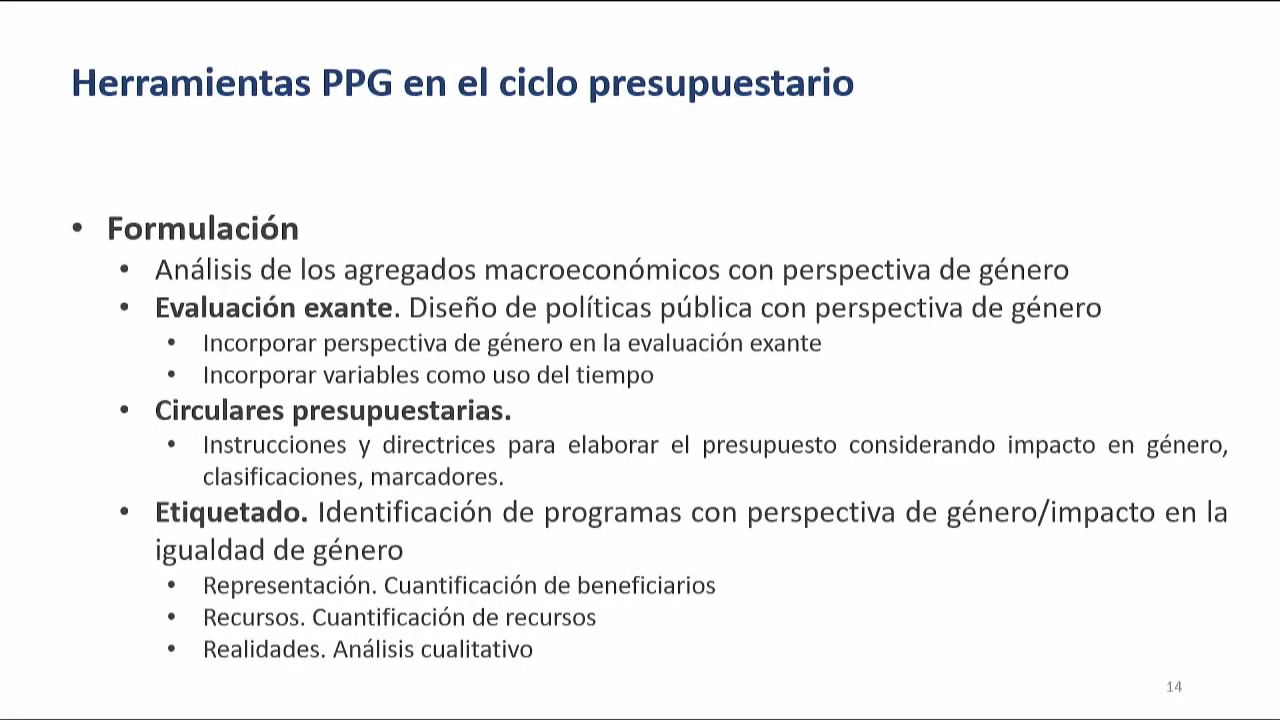 Herramientas PPG en el ciclo presupuestario
• Formulación
• Análisis de los agregados macroeconómicos con perspectiva de género
• Evaluación exante. Diseño de políticas pública con perspectiva de género
• Incorporar perspectiva de género en la evaluación exante
• Incorporar variables como uso del tiempo
• Circulares presupuestarias.
• Instrucciones y directrices para elaborar el presupuesto considerando impacto en género,
clasificaciones, marcadores.
• Etiquetado. Identificación de programas con perspectiva de género/impacto en la
igualdad de género
• Representación. Cuantificación de beneficiarios
• Recursos. Cuantificación de recursos
• Realidades. Análisis cualitativo
14